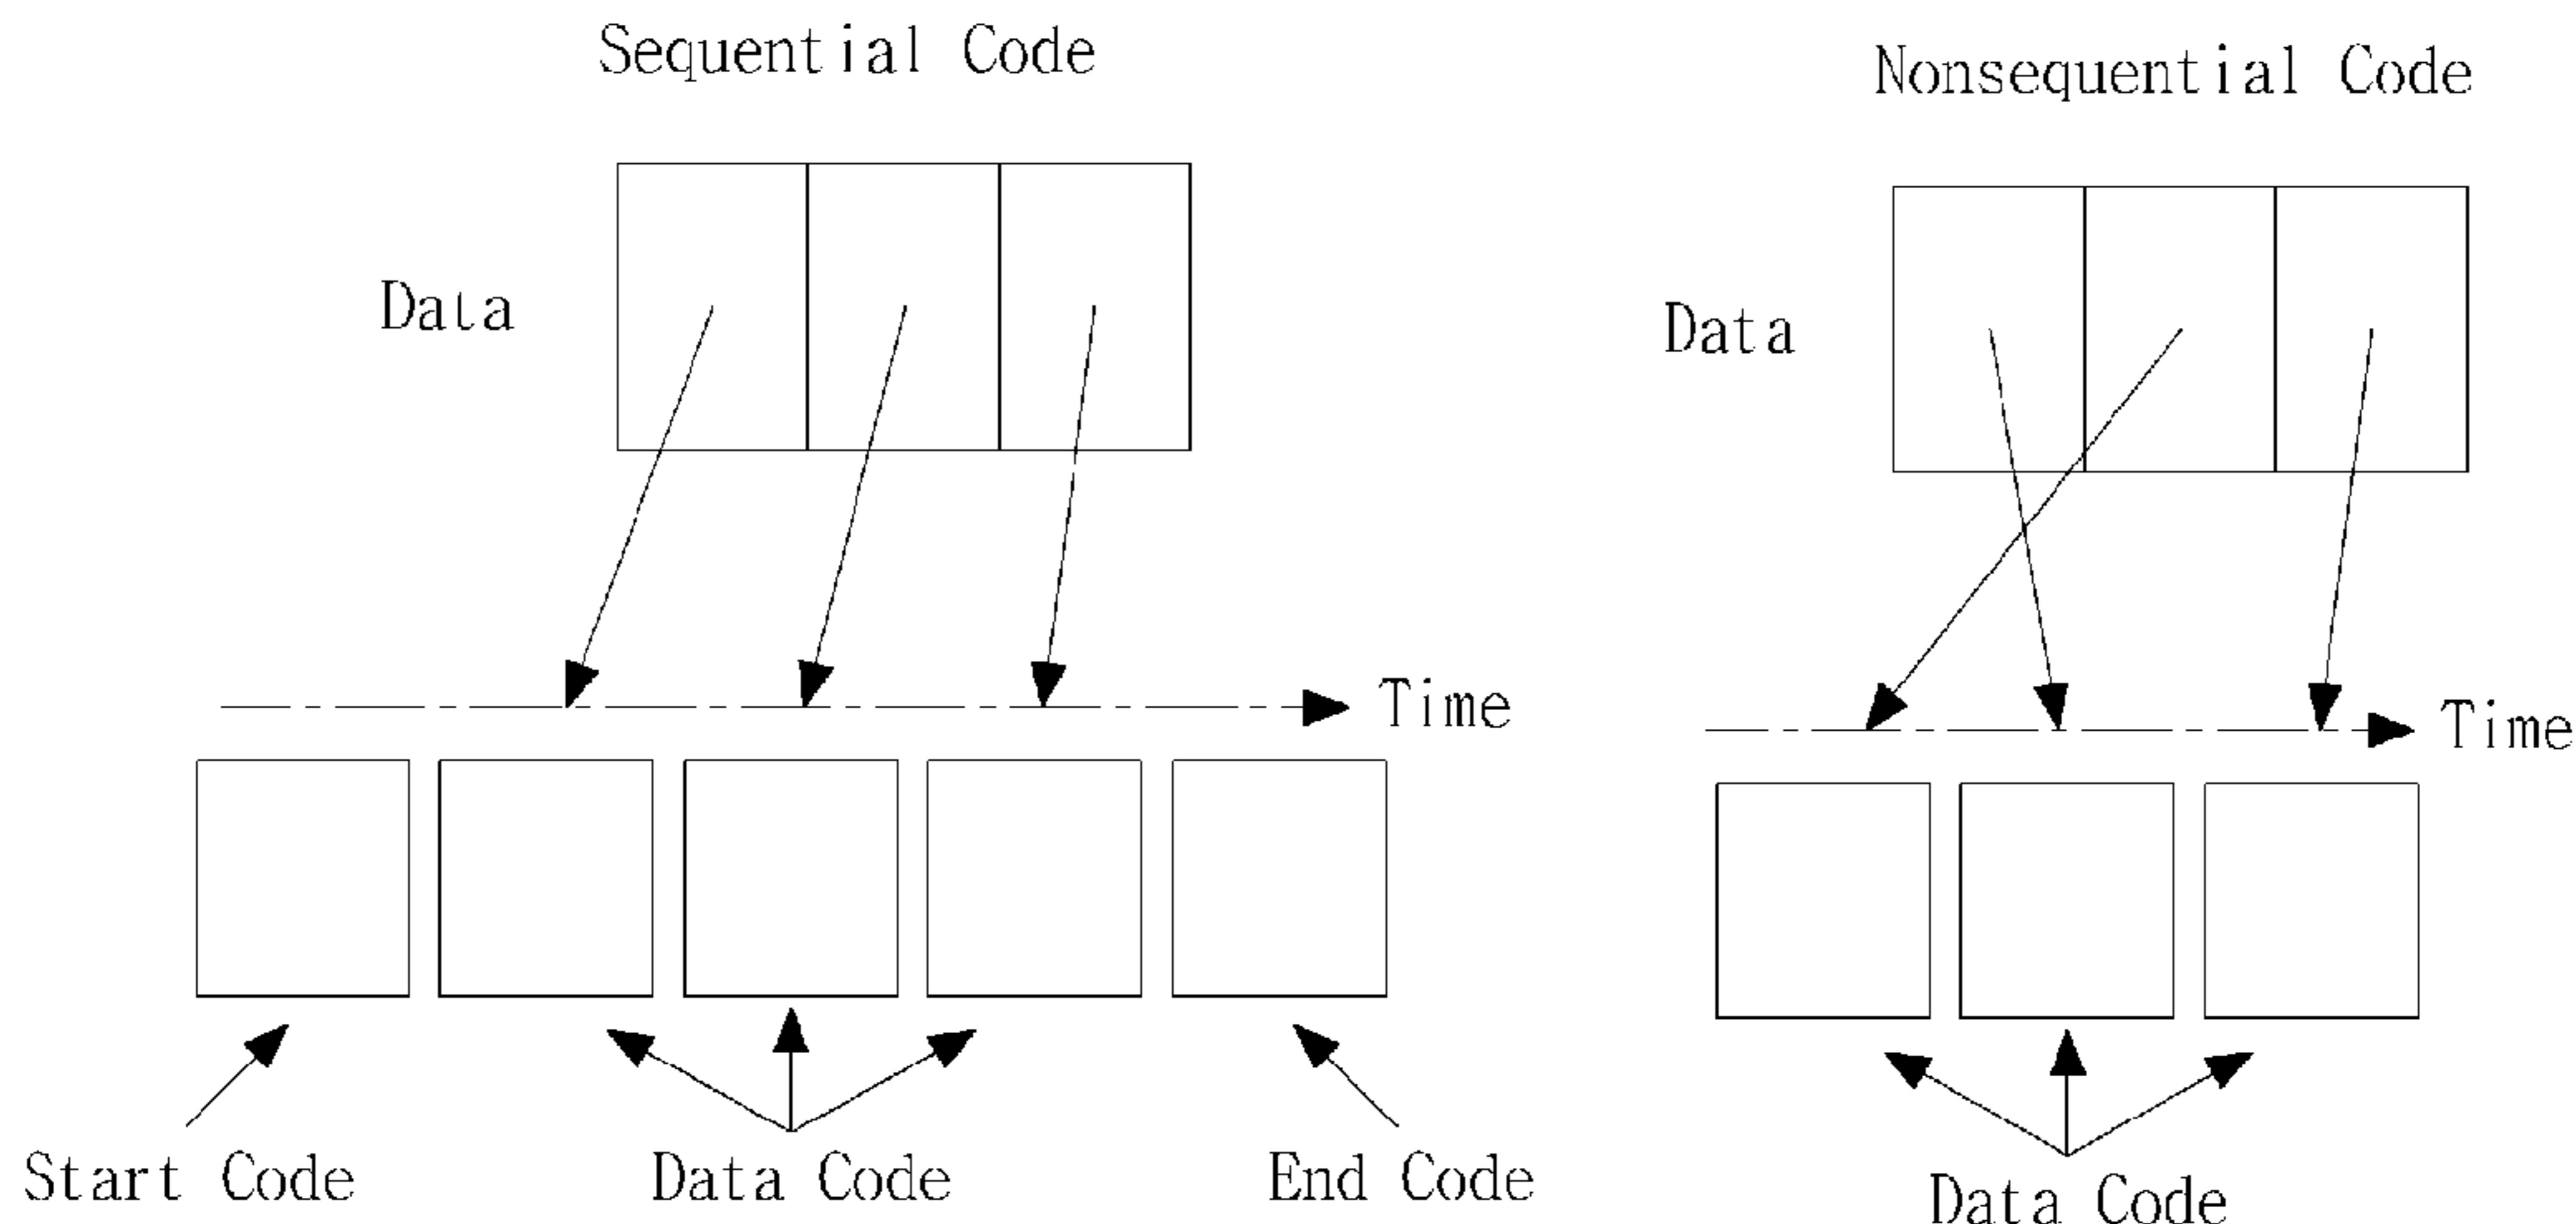 Sequential Code
Data
Time
Start Code
Data Code
End Code
Nonsequential Code
Data
Time
Data Code